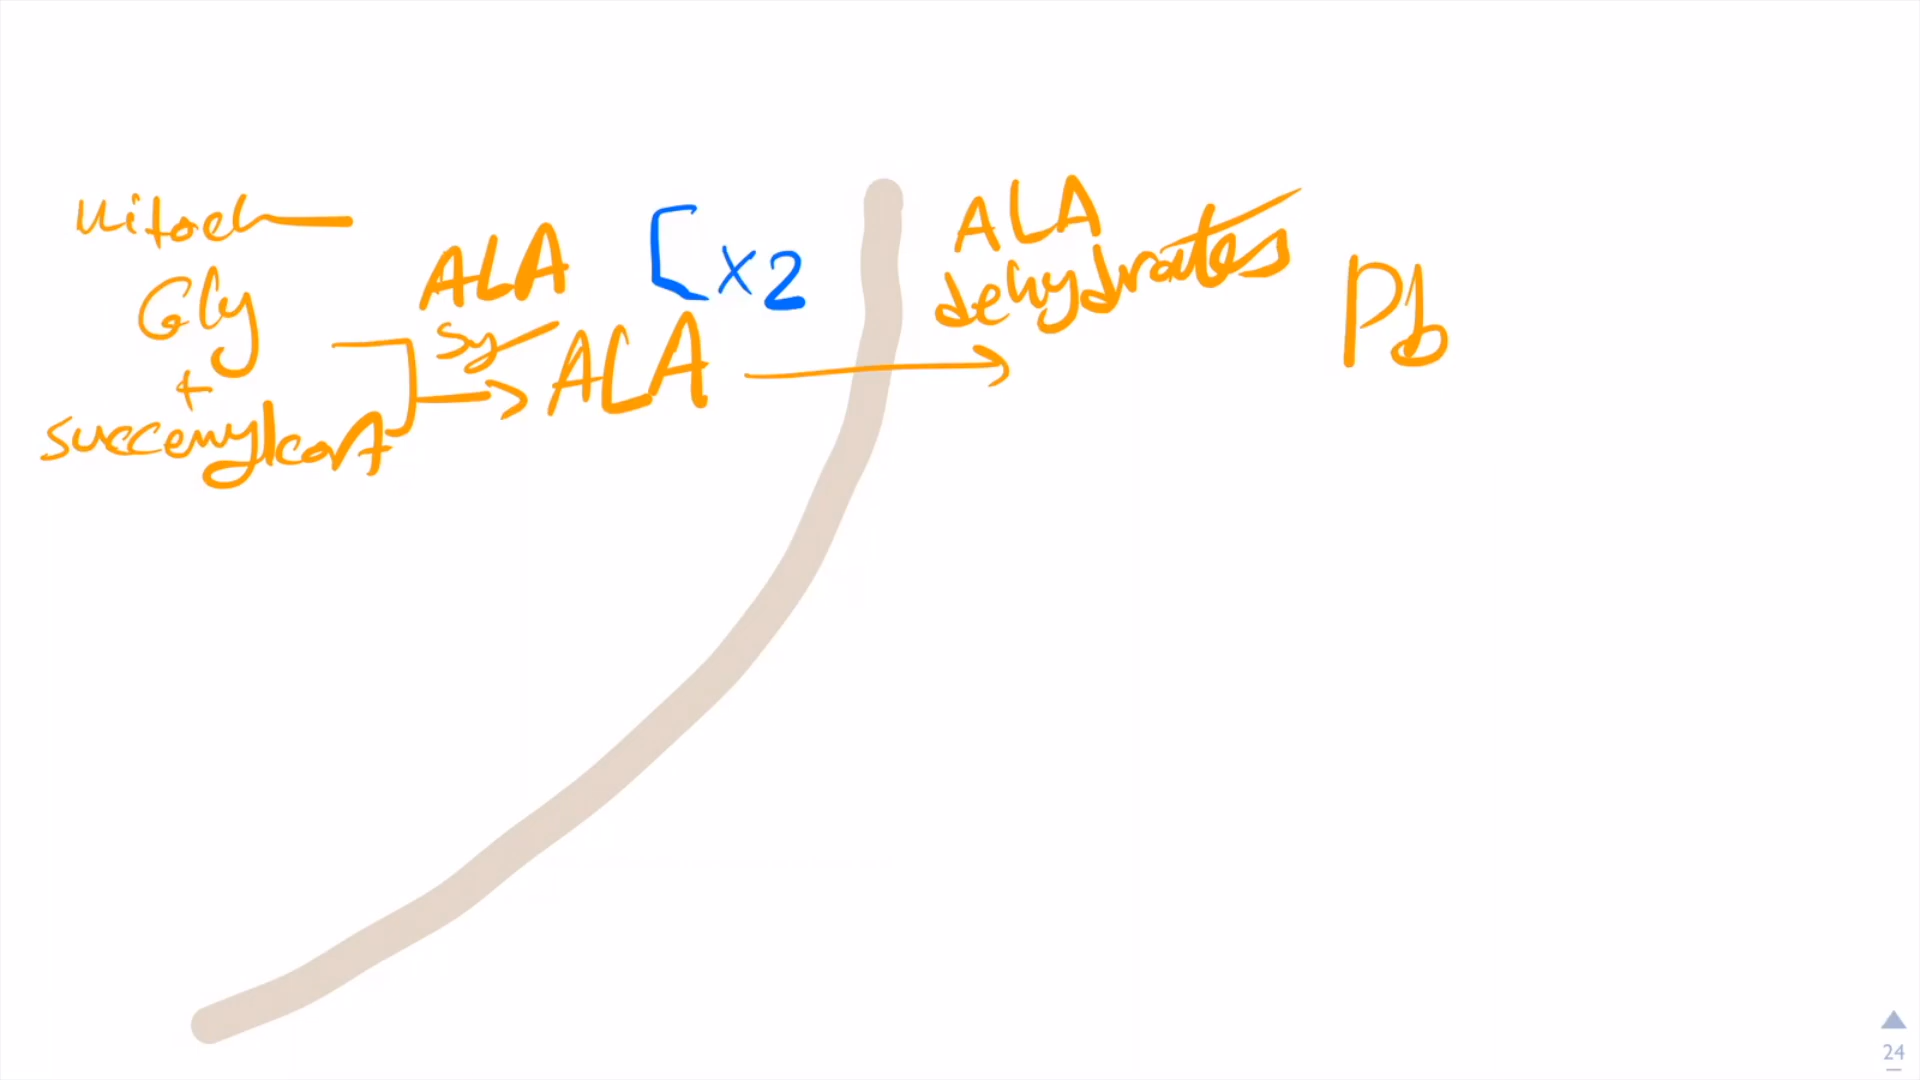 Mitoch
Gly
+
succenylcoA
ALA
sy
ALA
[x2
ALA
dehydrates
Pb
24